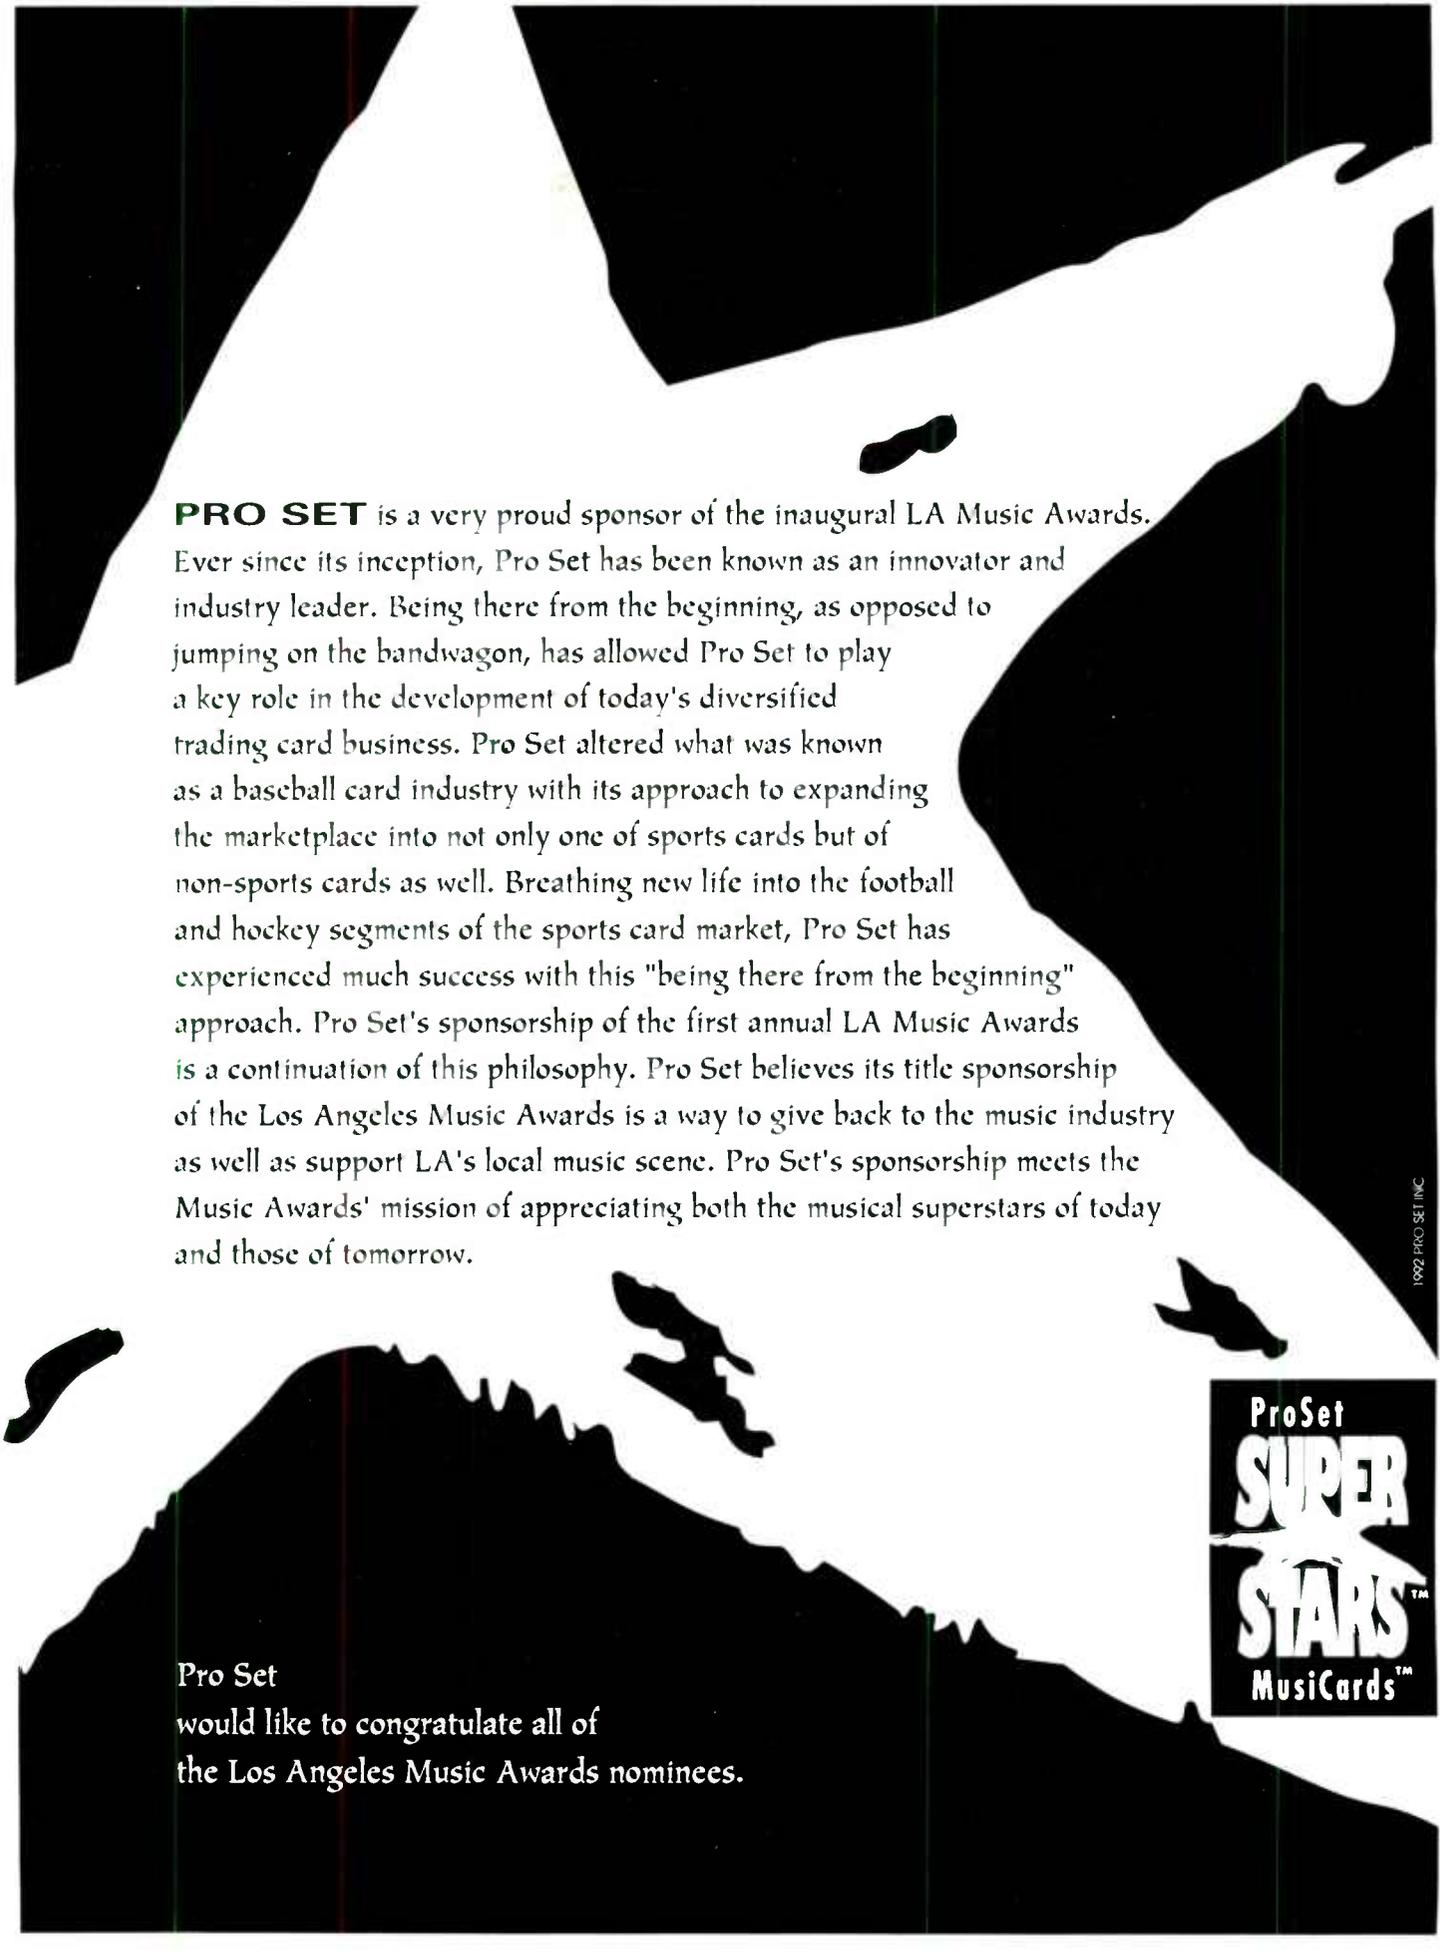 PRO SET is a very proud sponsor of the inaugural LA Music Awards.
Ever since its inception, Pro Set has been known as an innovator and
industry leader. Being there from the beginning, as opposed to
jumping on the bandwagon, has allowed Pro Set to play
a key role in the development of today's diversified
trading card business. Pro Set altered what was known
as a baseball card industry with its approach to expanding
the marketplace into not only one of sports cards but of
non-sports cards as well. Breathing new life into the football
and hockey segments of the sports card market, Pro Set has
experienced much success with this "being there from the beginning"
approach. Pro Set's sponsorship of the first annual LA Music Awards
is a continuation of this philosophy. Pro Set believes its title sponsorship
of the Los Angeles Music Awards is a way to give back to the music industry
as well as support LA's local music scene. Pro Set's sponsorship meets the
Music Awards' mission of appreciating both the musical superstars of today
and those of tomorrow.
1992 PRO SET INC
ProSet
SUPER
STARS™
MusiCards™
Pro Set
would like to congratulate all of
the Los Angeles Music Awards nominees.